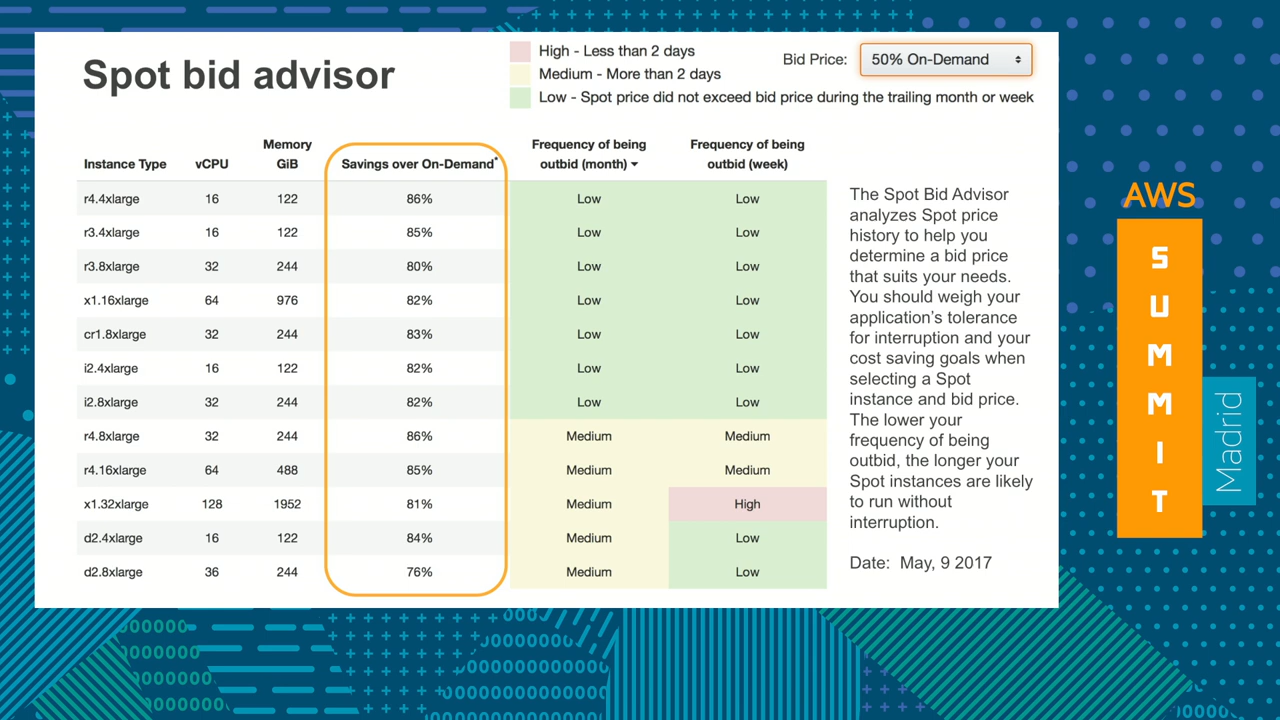 Spot bid advisor
High - Less than 2 days
Medium - More than 2 days
Low - Spot price did not exceed bid price during the trailing month or week
Bid Price: 50% On-Demand
Instance Type vCPU Memory GiB Savings over On-Demand* Frequency of being outbid (month) Frequency of being outbid (week)
r4.4xlarge 16 122 86% Low Low
r3.4xlarge 16 122 85% Low Low
r3.8xlarge 32 244 80% Low Low
x1.16xlarge 64 976 82% Low Low
cr1.8xlarge 32 244 83% Low Low
i2.4xlarge 16 122 82% Low Low
i2.8xlarge 32 244 82% Low Low
r4.8xlarge 32 244 86% Medium Medium
r4.16xlarge 64 488 85% Medium Medium
x1.32xlarge 128 1952 81% Medium High
d2.4xlarge 16 122 84% Medium Low
d2.8xlarge 36 244 76% Medium Low
The Spot Bid Advisor
analyzes Spot price
history to help you
determine a bid price
that suits your needs.
You should weigh your
application's tolerance
for interruption and your
cost saving goals when
selecting a Spot
instance and bid price.
The lower your
frequency of being
outbid, the longer your
Spot instances are likely
to run without
interruption.
Date: May, 9 2017
AWS
SUMMIT
Madrid